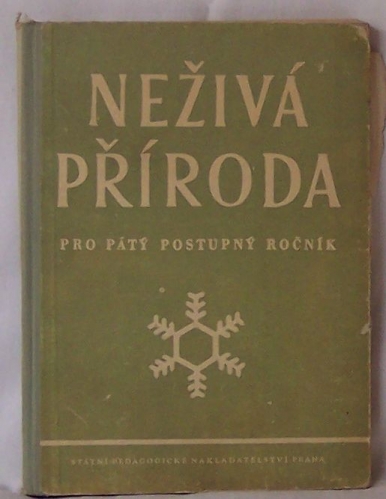 NEŽIVÁ
PŘÍRODA
PRO PÁTÝ POSTUPNÝ ROČNÍK
STÁTNÍ PEDAGOGICKÉ NAKLADATELSTVÍ PRAHA